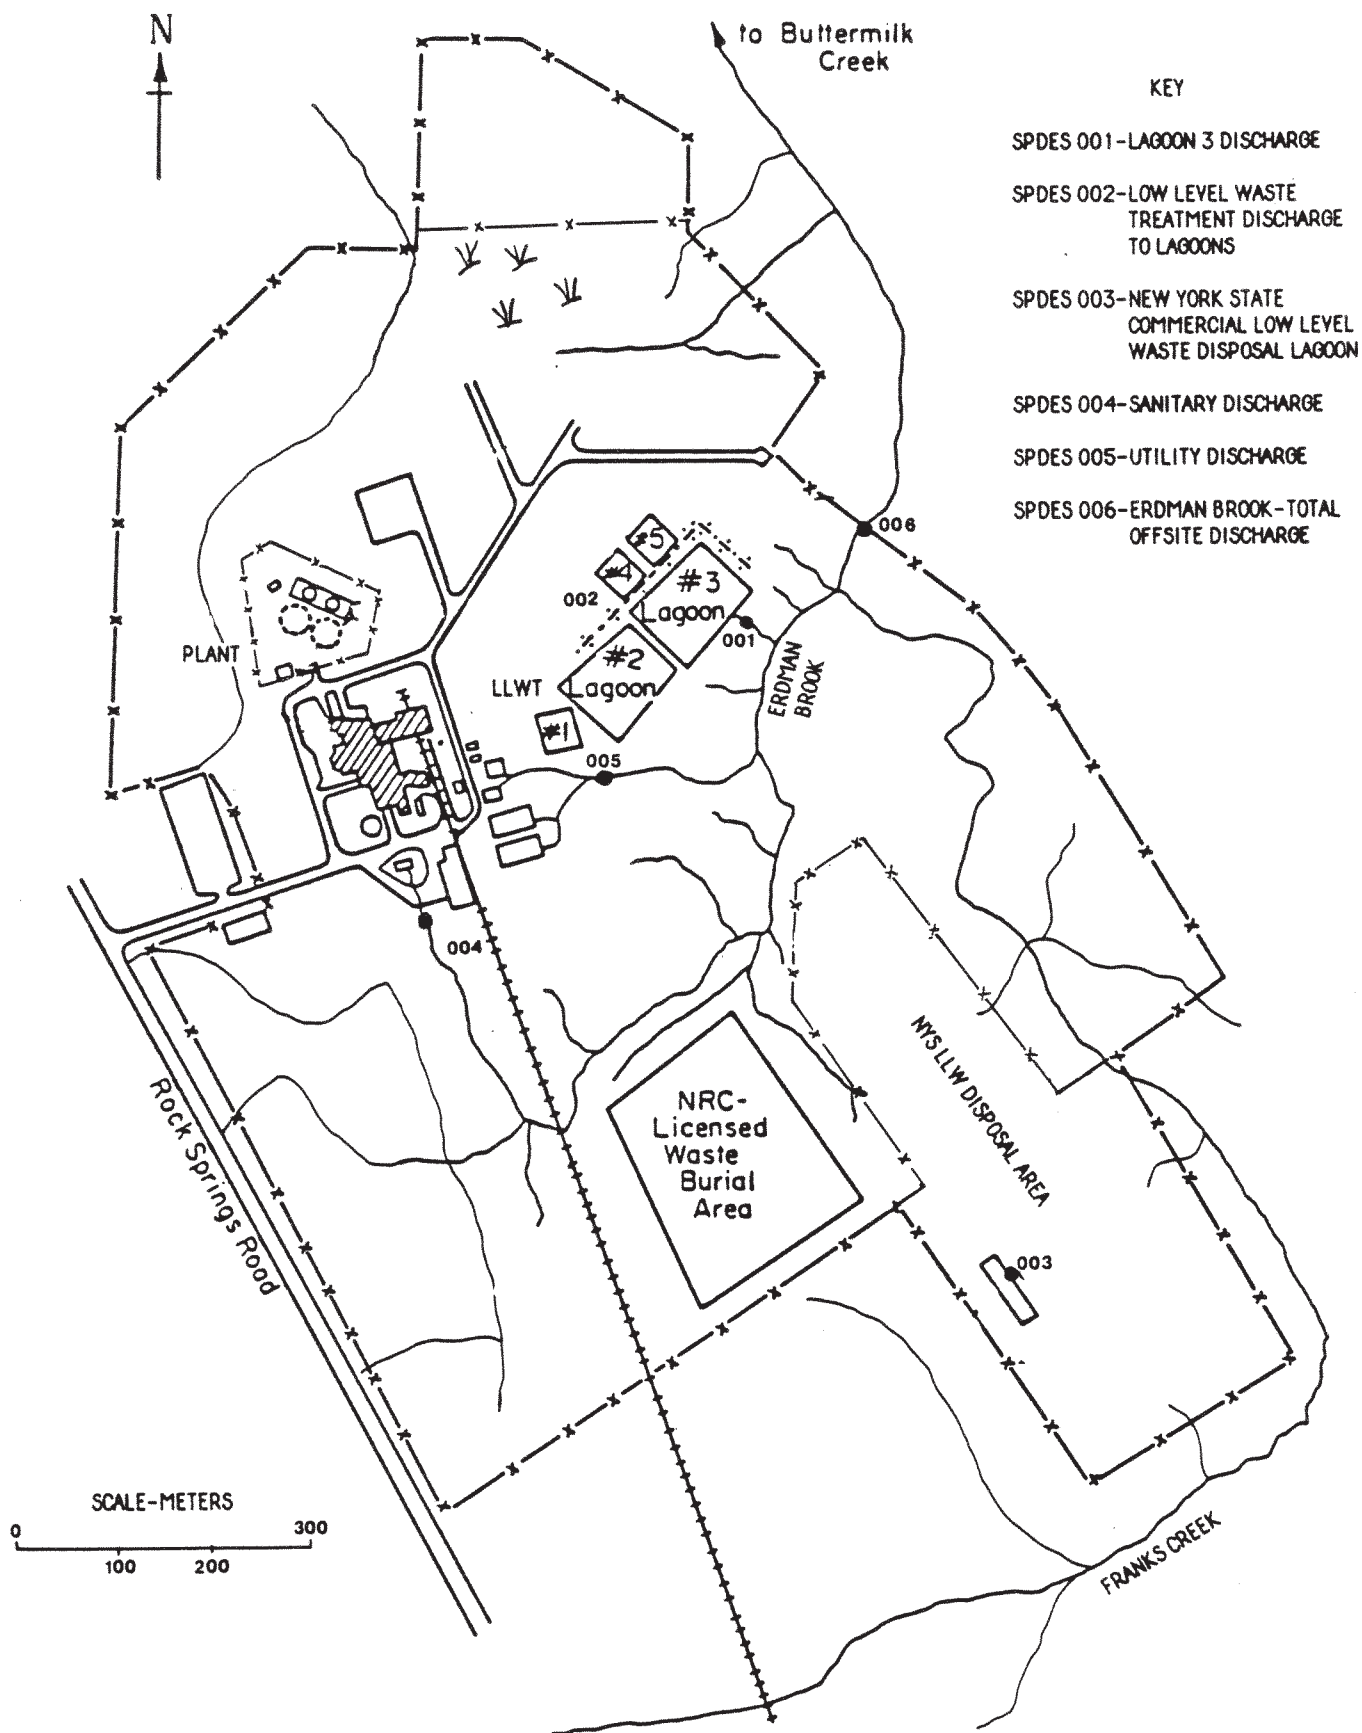 N
to Buttermilk
Creek
KEY
SPDES 001-LAGOON 3 DISCHARGE
SPDES 002-LOW LEVEL WASTE
TREATMENT DISCHARGE
TO LAGOONS
SPDES 003-NEW YORK STATE
COMMERCIAL LOW LEVEL
WASTE DISPOSAL LAGOON
SPDES 004-SANITARY DISCHARGE
SPDES 005-UTILITY DISCHARGE
SPDES 006-ERDMAN BROOK-TOTAL
OFFSITE DISCHARGE
006
#5
#4
#3
Lagoon
002
001
PLANT
#2
Lagoon
LLWT
ERDMAN
BROOK
#1
005
004
NYS LLW DISPOSAL AREA
NRC-
Licensed
Waste
Burial
Area
Rock Springs Road
003
SCALE-METERS
0
300
100
200
FRANKS CREEK